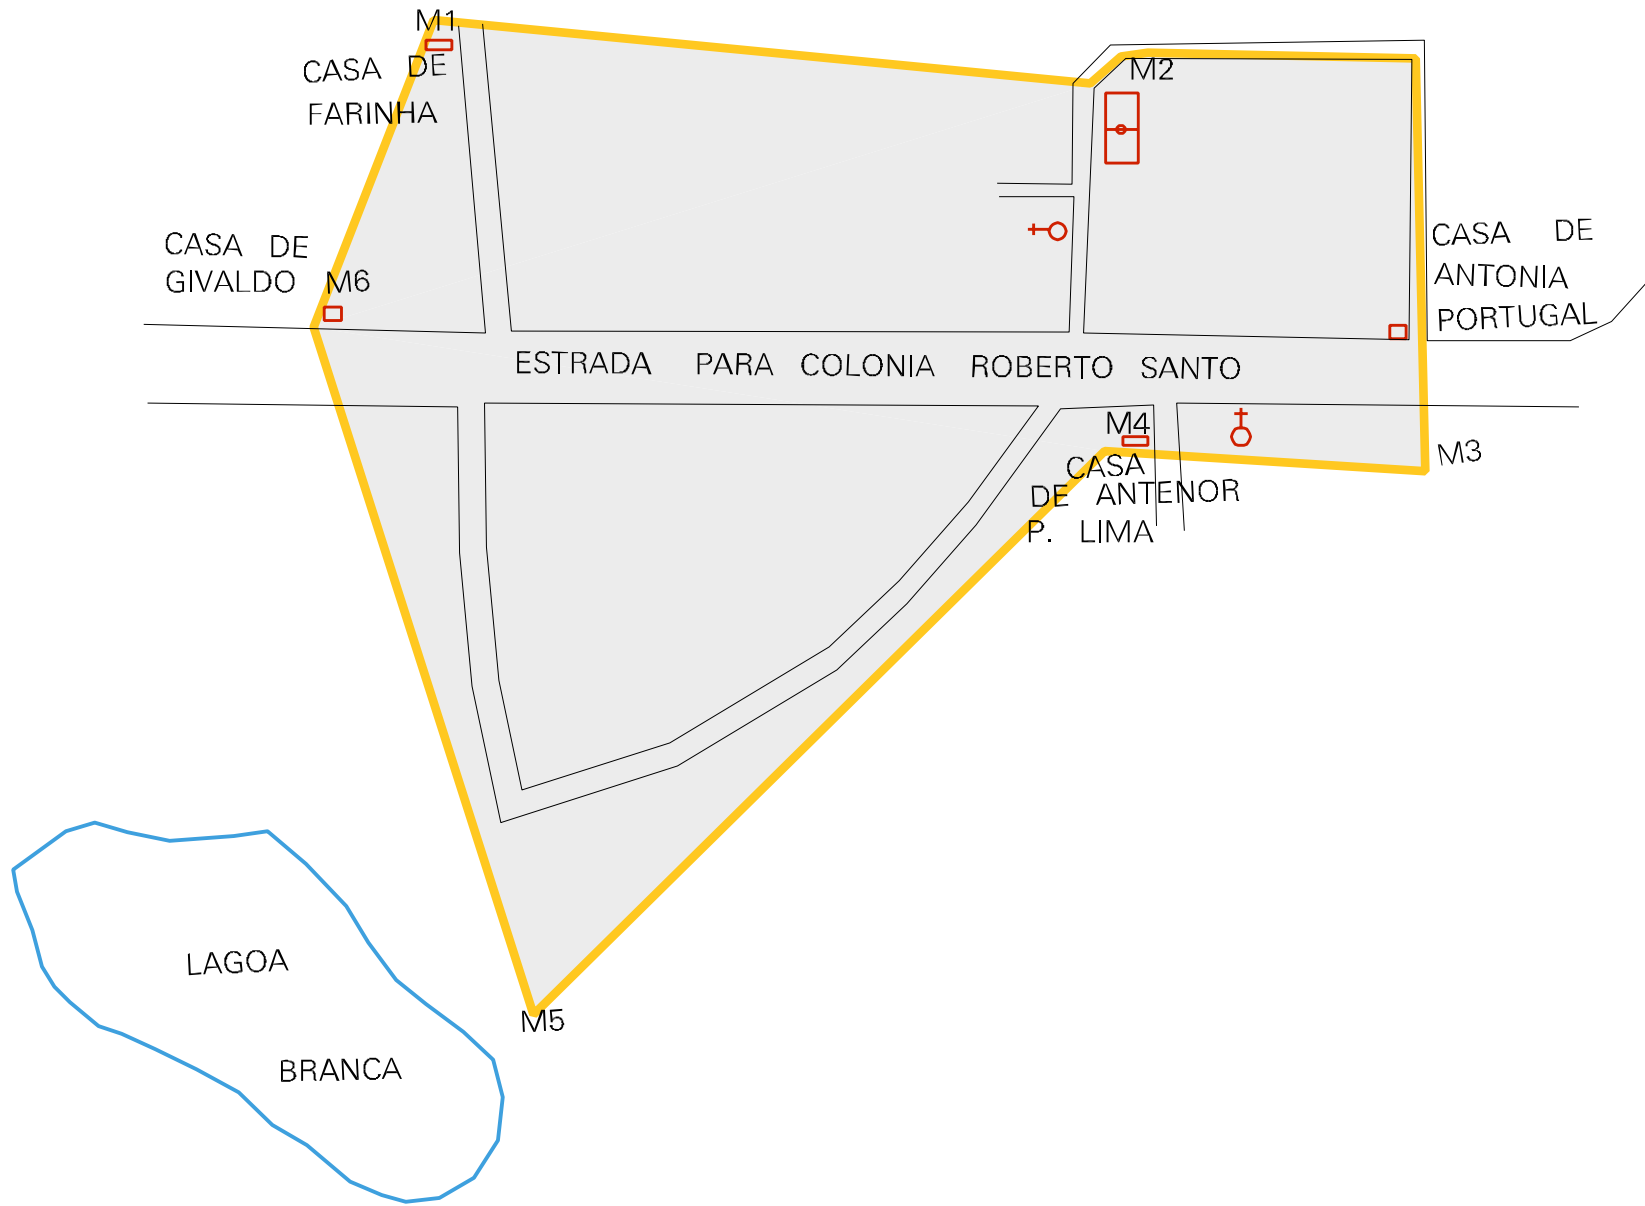 M1
CASA DE
FARINHA
M2
CASA DE
GIVALDO M6
CASA DE
ANTONIA
PORTUGAL
ESTRADA PARA COLONIA ROBERTO SANTO
M4
M3
CASA
DE ANTENOR
P. LIMA
LAGOA
M5
BRANCA